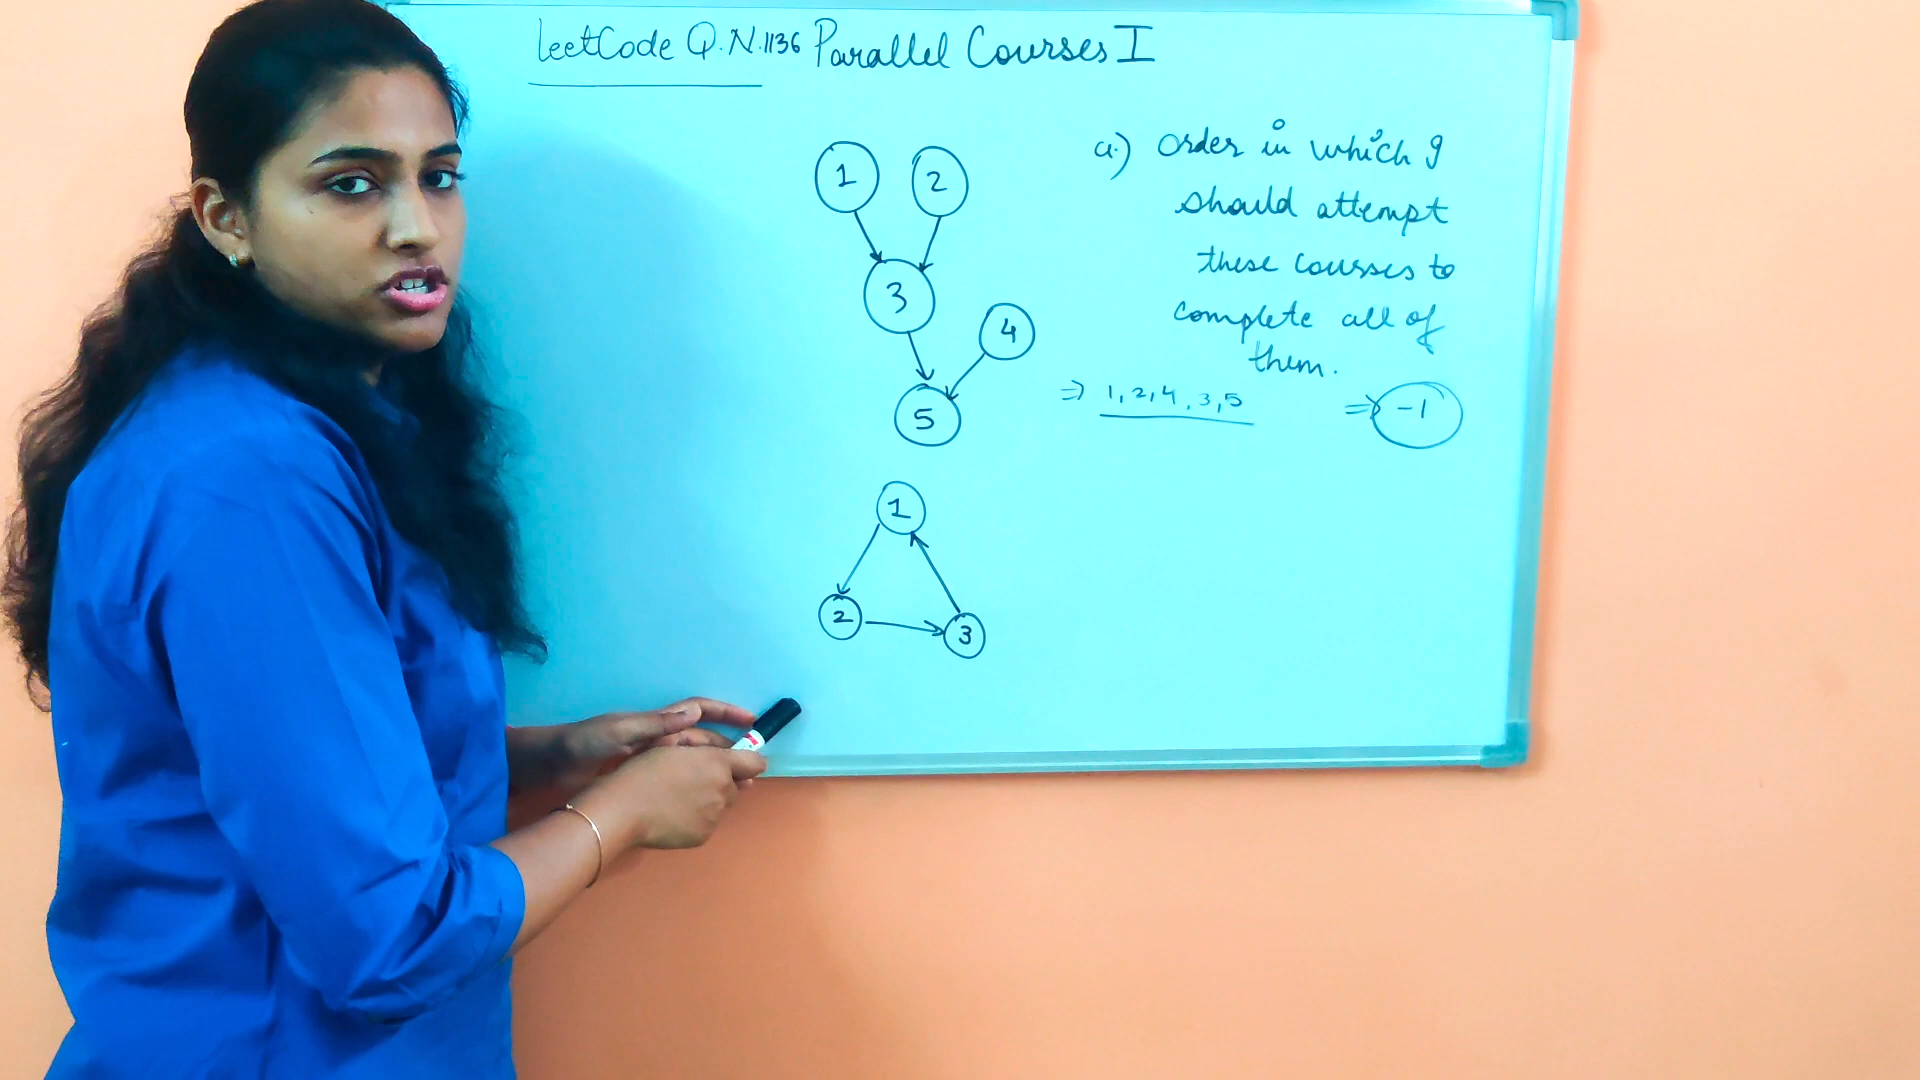 LeetCode Q.N.1136 Parallel Courses I
1 2
a.) Order in which I
should attempt
these courses to
3
complete all of
4
them.
⇒ 1,2,4,3,5 ⇒ -1
5
1
2
3